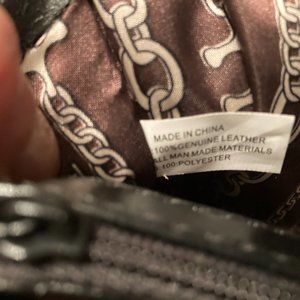 MADE IN CHINA
100%GENUINE LEATHER
ALL MAN MADE MATERIALS
100.POLYESTER